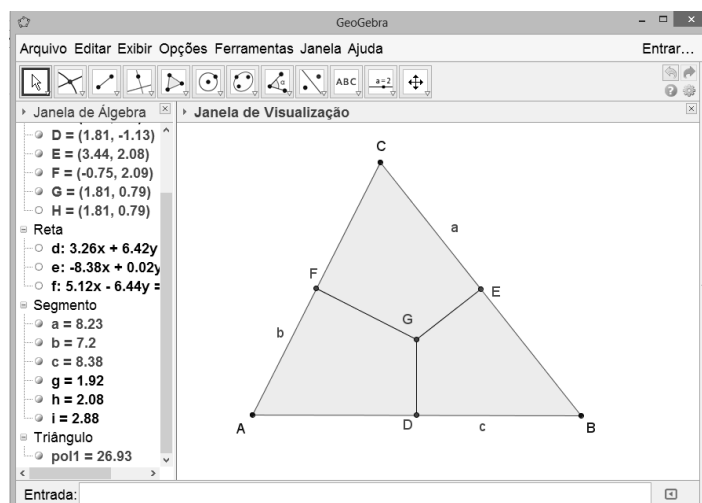 GeoGebra
Arquivo Editar Exibir Opções Ferramentas Janela Ajuda Entrar...
ABC a=2
Janela de Álgebra
D = (1.81, -1.13)
E = (3.44, 2.08)
F = (-0.75, 2.09)
G = (1.81, 0.79)
H = (1.81, 0.79)
Reta
d: 3.26x + 6.42y
e: -8.38x + 0.02y
f: 5.12x - 6.44y =
Segmento
a = 8.23
b = 7.2
c = 8.38
g = 1.92
h = 2.08
i = 2.88
Triângulo
pol1 = 26.93
Janela de Visualização
C
a
F
E
G
b
A
D
c
B
Entrada: